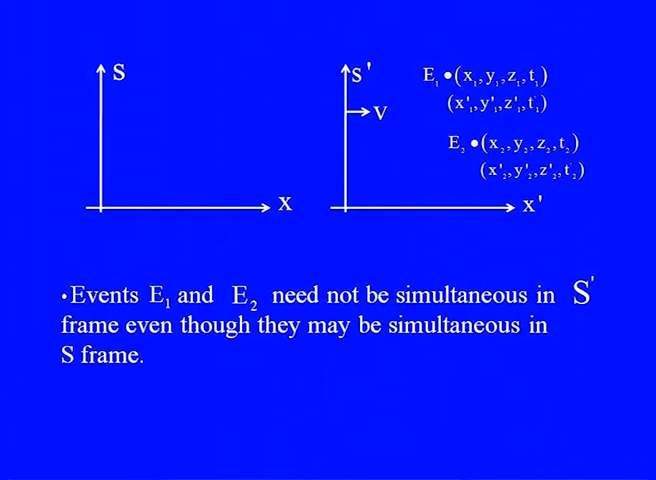 S
S'
E₁ •(x₁,y₁,z₁,t₁)
(x'₁,y'₁,z'₁,t'₁)
v
E₂ •(x₂,y₂,z₂,t₂)
(x'₂,y'₂,z'₂,t'₂)
x
x'
•Events E₁ and E₂ need not be simultaneous in S'
frame even though they may be simultaneous in
S frame.